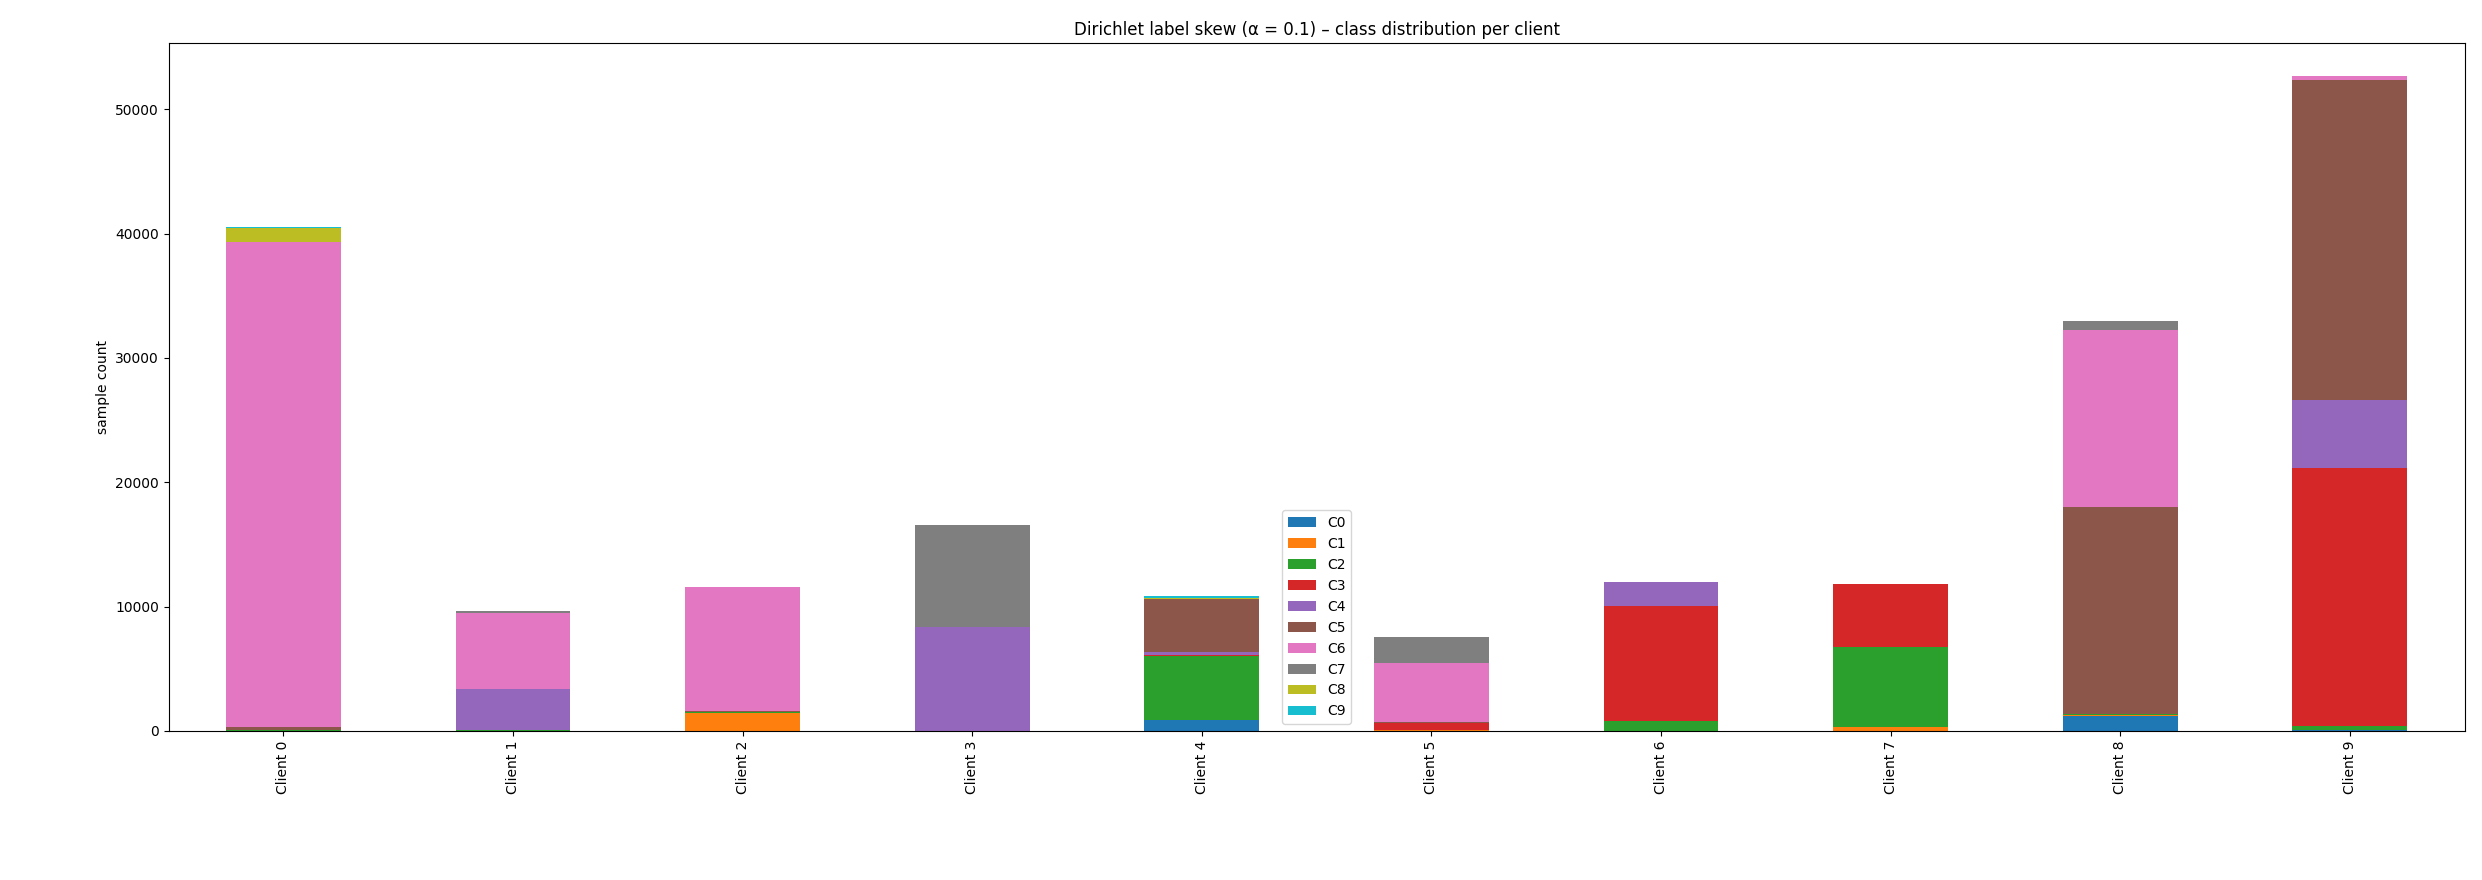 Dirichlet label skew (α = 0.1) – class distribution per client
50000
40000
30000
20000
10000
0
sample count
C0
C1
C2
C3
C4
C5
C6
C7
C8
C9
Client 0
Client 1
Client 2
Client 3
Client 4
Client 5
Client 6
Client 7
Client 8
Client 9